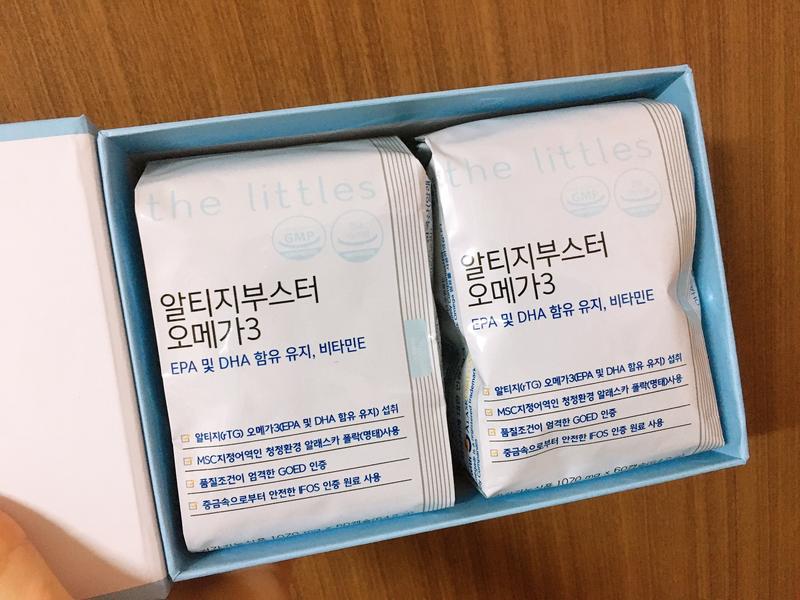 the littles
GMP
알티지부스터
오메가3
EPA 및 DHA 함유 유지, 비타민E
알티지(rTG) 오메가3(EPA 및 DHA 함유 유지) 섭취
MSC지정어역인 청정환경 알래스카 폴락(명태)사용
품질조건이 엄격한 GOED 인증
중금속으로부터 안전한 IFOS 인증 원료 사용
the littles
GMP
알티지부스터
오메가3
EPA 및 DHA 함유 유지, 비타민E
알티지(rTG) 오메가3(EPA 및 DHA 함유 유지) 섭취
MSC지정어역인 청정환경 알래스카 폴락(명태)사용
품질조건이 엄격한 GOED 인증
중금속으로부터 안전한 IFOS 인증 원료 사용